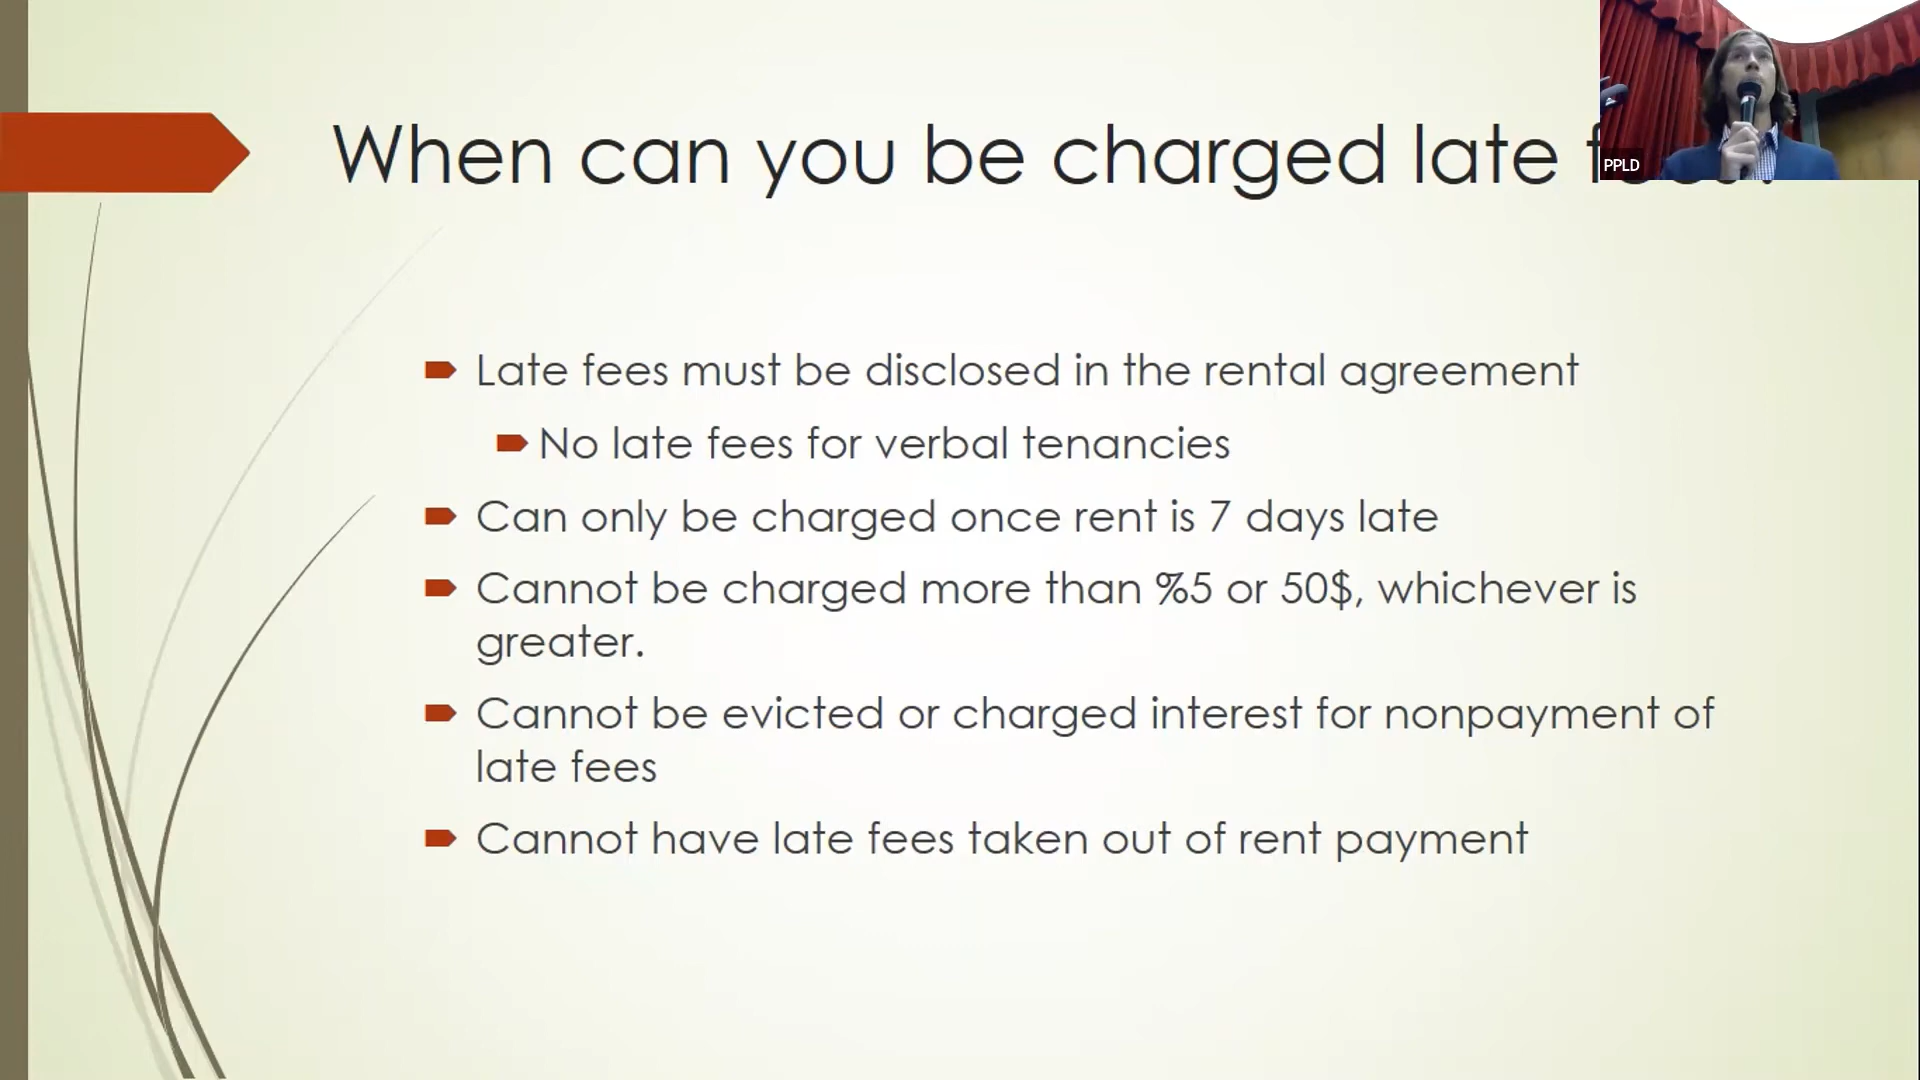 When can you be charged late
PPLD
Late fees must be disclosed in the rental agreement
No late fees for verbal tenancies
Can only be charged once rent is 7 days late
Cannot be charged more than %5 or 50$, whichever is
greater.
Cannot be evicted or charged interest for nonpayment of
late fees
Cannot have late fees taken out of rent payment